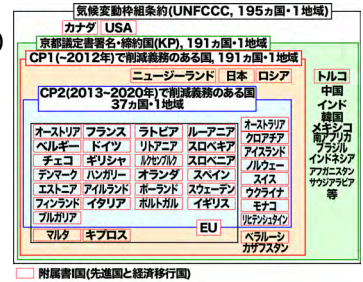 )
気候変動枠組条約(UNFCCC, 195ヵ国・1地域)
カナダ USA
京都議定書署名・締約国(KP), 191ヵ国・1地域
CP1(~2012年)で削減義務のある国, 191ヵ国・1地域
ニュージーランド 日本 ロシア
CP2(2013~2020年)で削減義務のある国
37ヵ国・1地域
オーストリア フランス ラトビア ルーマニア
ベルギー ドイツ リトアニア スロベキア
チェコ ギリシャ ルクセンブルク スロベニア
デンマーク ハンガリー オランダ スペイン
エストニア アイルランド ポーランド スウェーデン
フィンランド イタリア ポルトガル イギリス
ブルガリア
EU
マルタ キプロス
オーストラリア
クロアチア
アイスランド
ノルウェー
スイス
ウクライナ
モナコ
リヒテンシュタイン
ベラルーシ
カザフスタン
トルコ
中国
インド
韓国
メキシコ
南アフリカ
ブラジル
インドネシア
アフガニスタン
サウジアラビア
等
附属書I国(先進国と経済移行国)